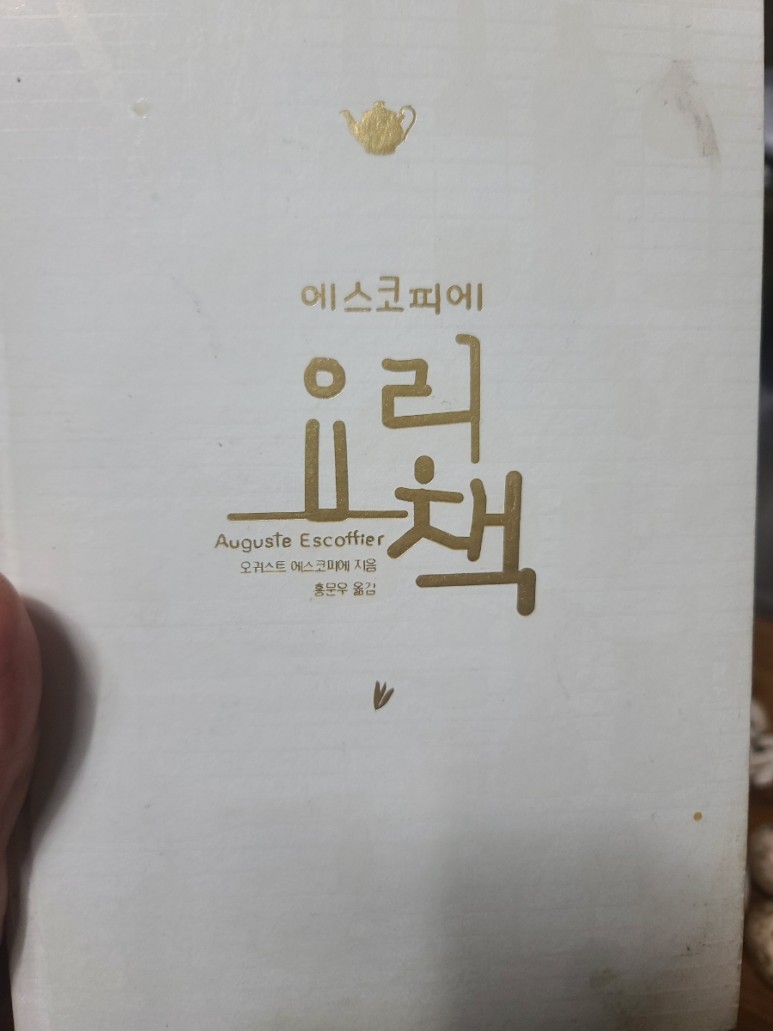 에스코피에
요리
책
Auguste Escoffier
오귀스트 에스코피에 지음
홍문우 옮김